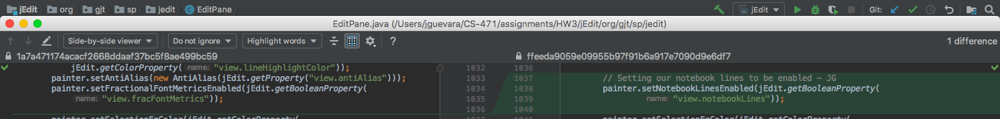 jEdit org gjt sp jedit EditPane jEdit Git:
EditPane.java (/Users/jguevara/CS-471/assignments/HW3/jEdit/org/gjt/sp/jedit)
Side-by-side viewer Do not ignore Highlight words ? 1 difference
1a7a471174acacf2668ddaaf37bc5f8ae499bc59 ffeeda9059e09955b97f91b6a917e7090d9e6df7
jEdit.getColorProperty( name: "view.lineHighlightColor")); 1032 1036
painter.setAntiAlias(new AntiAlias(jEdit.getProperty("view.antiAlias"))); 1033 1037 // Setting our notebook lines to be enabled – JG
painter.setFractionalFontMetricsEnabled(jEdit.getBooleanProperty( 1034 1038 painter.setNotebookLinesEnabled(jEdit.getBooleanProperty(
name: "view.fracFontMetrics")); 1035 1039 name: "view.notebookLines"));
1036 1040
painter.setSelectionFgColor(jEdit.getColorProperty( 1037 1041 painter.setSelectionFgColor(jEdit.getColorProperty(